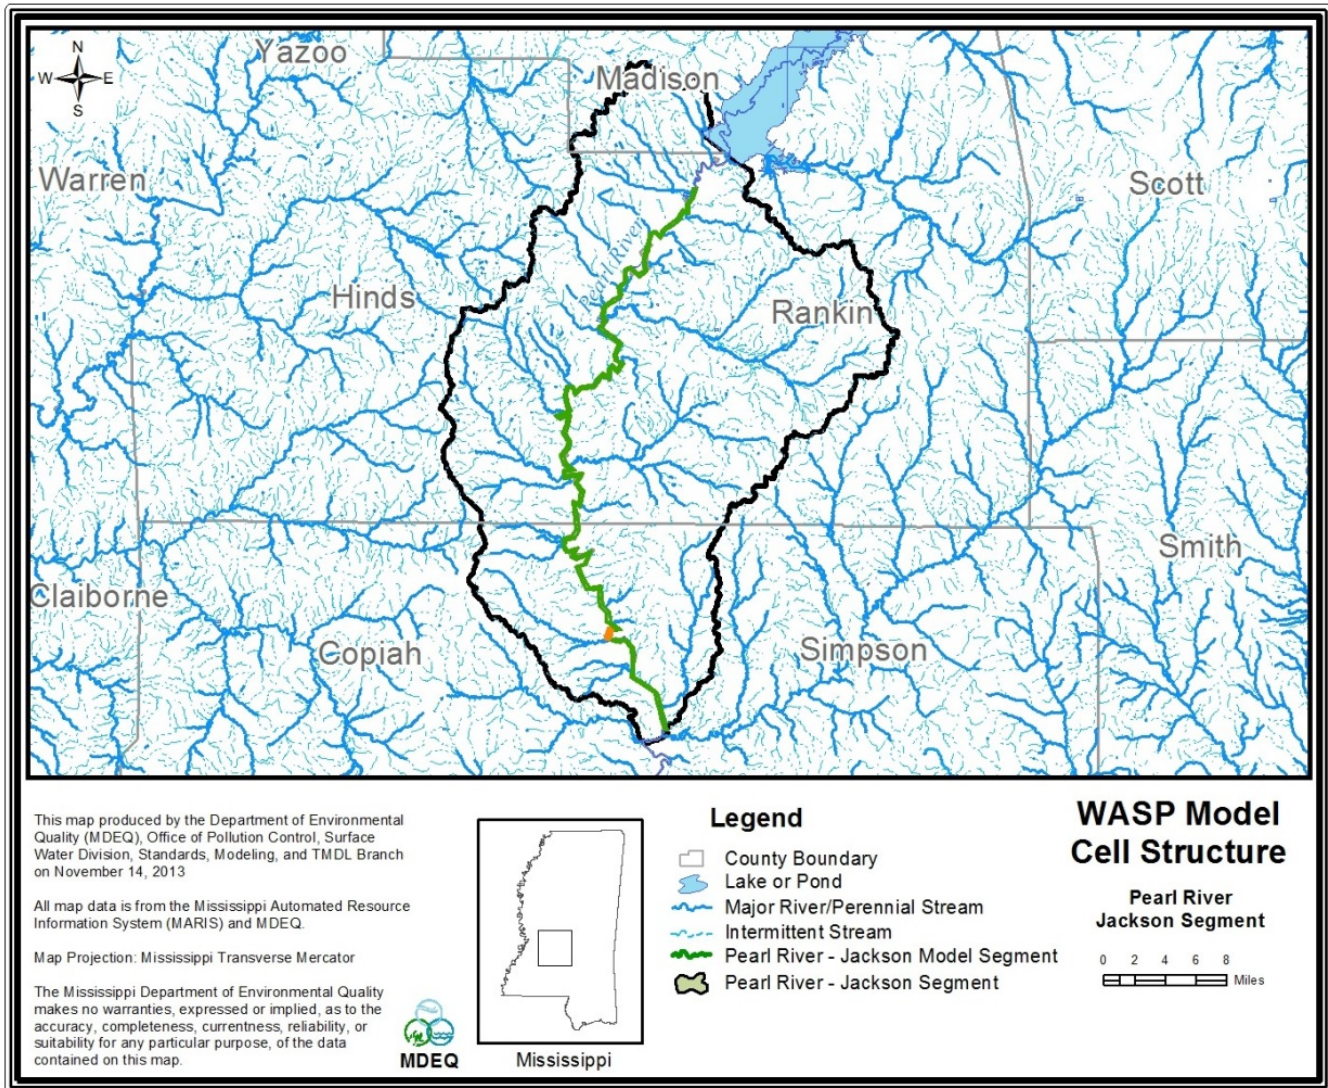 N
W E
S
Yazoo
Madison
Warren
Scott
Pearl River
Hinds
Rankin
Smith
Claiborne
Copiah
Simpson
This map produced by the Department of Environmental
Quality (MDEQ), Office of Pollution Control, Surface
Water Division, Standards, Modeling, and TMDL Branch
on November 14, 2013
All map data is from the Mississippi Automated Resource
Information System (MARIS) and MDEQ.
Map Projection: Mississippi Transverse Mercator
The Mississippi Department of Environmental Quality
makes no warranties, expressed or implied, as to the
accuracy, completeness, currentness, reliability, or
suitability for any particular purpose, of the data
contained on this map.
MDEQ
Mississippi
Legend
County Boundary
Lake or Pond
Major River/Perennial Stream
Intermittent Stream
Pearl River - Jackson Model Segment
Pearl River - Jackson Segment
WASP Model
Cell Structure
Pearl River
Jackson Segment
0 2 4 6 8
Miles